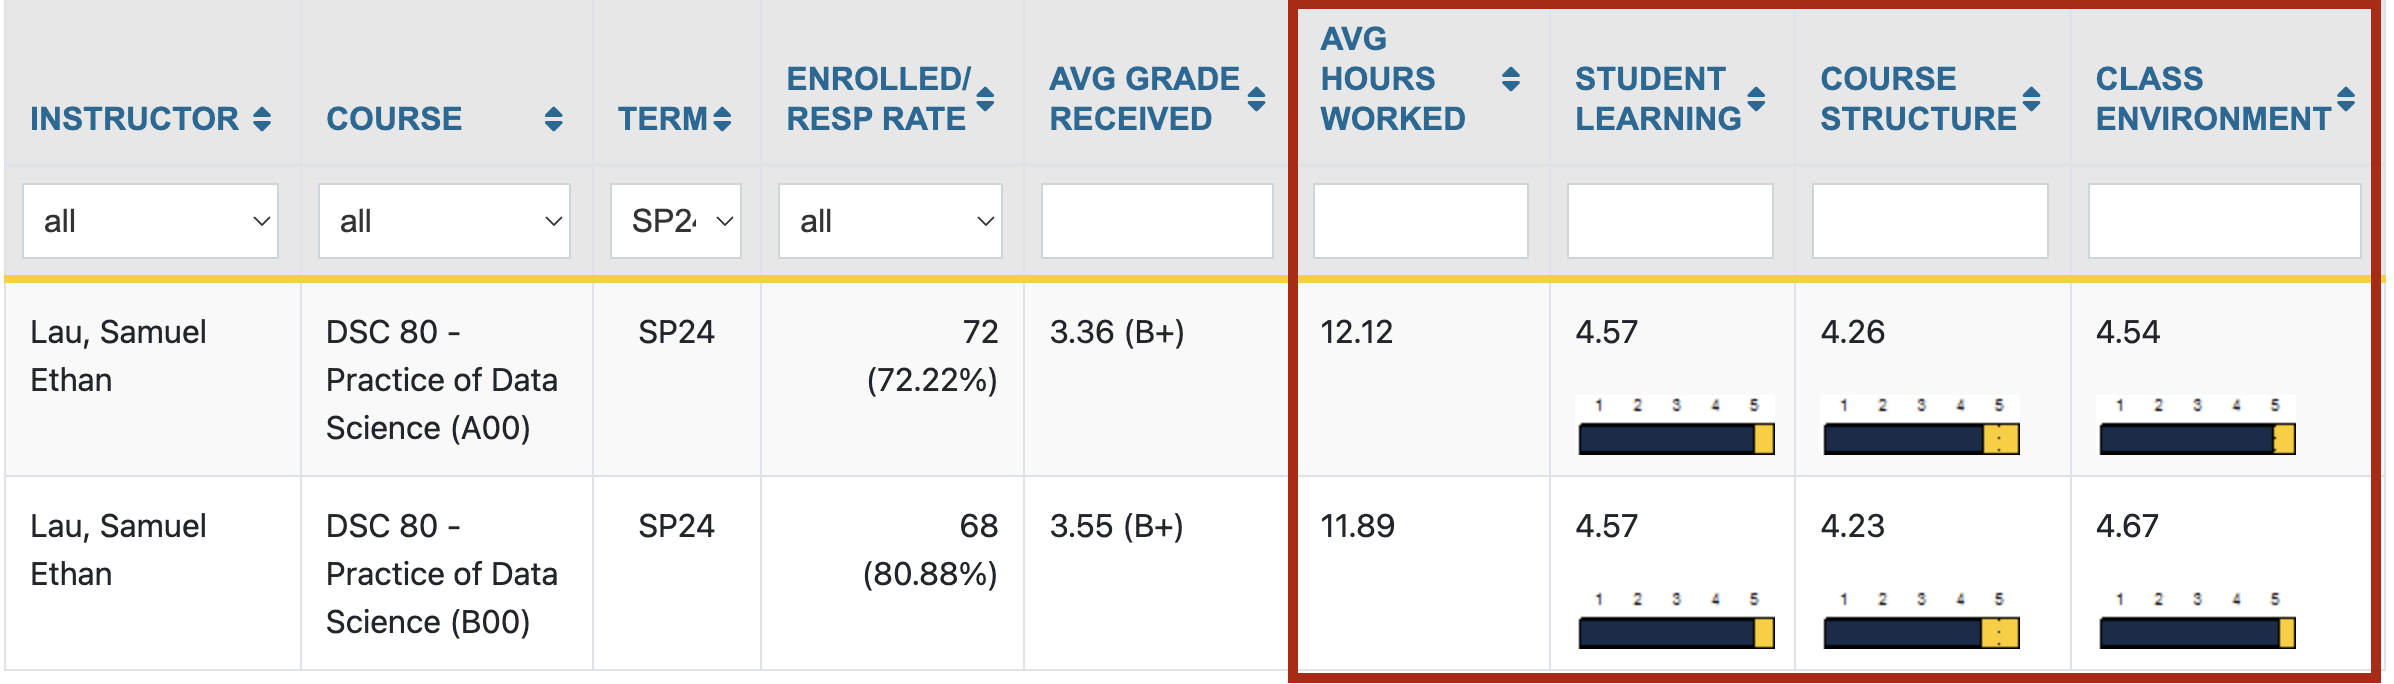 INSTRUCTOR
COURSE
TERM
ENROLLED/
RESP RATE
AVG GRADE
RECEIVED
AVG
HOURS
WORKED
STUDENT
LEARNING
COURSE
STRUCTURE
CLASS
ENVIRONMENT
all
all
SP24
all
Lau, Samuel
Ethan
DSC 80 -
Practice of Data
Science (A00)
SP24
72
(72.22%)
3.36 (B+)
12.12
4.57
1 2 3 4 5
4.26
1 2 3 4 5
4.54
1 2 3 4 5
Lau, Samuel
Ethan
DSC 80 -
Practice of Data
Science (B00)
SP24
68
(80.88%)
3.55 (B+)
11.89
4.57
1 2 3 4 5
4.23
1 2 3 4 5
4.67
1 2 3 4 5